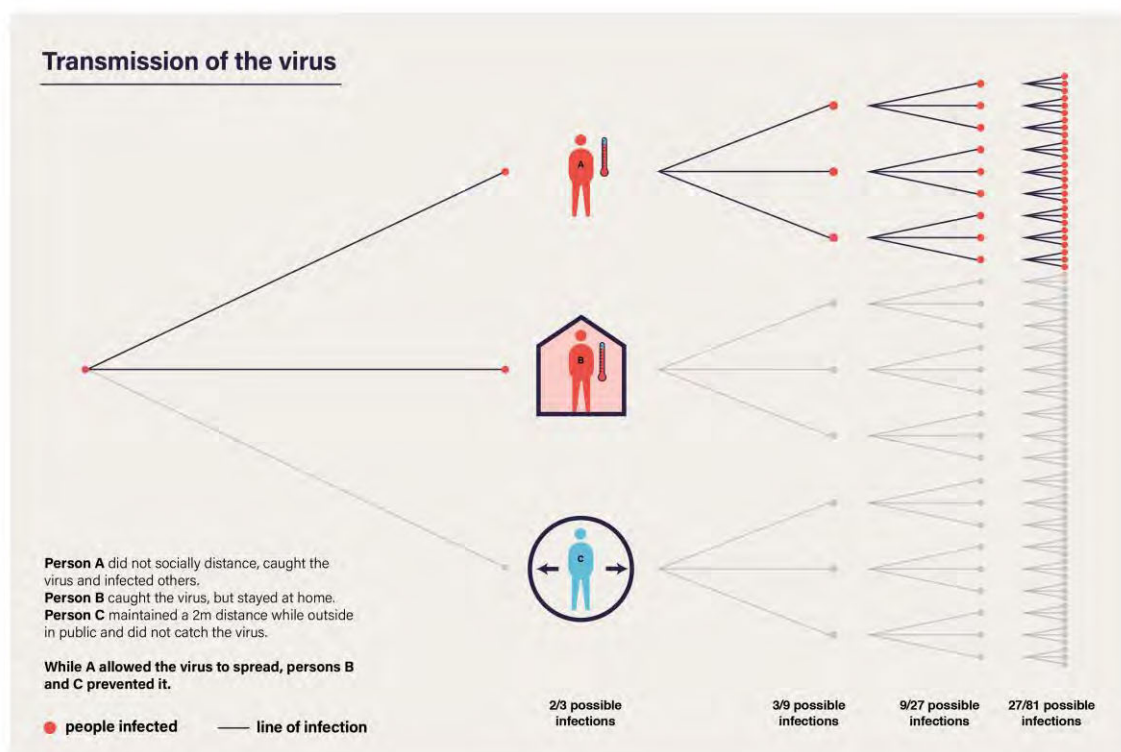 Transmission of the virus
A
B
C
Person A did not socially distance, caught the
virus and infected others.
Person B caught the virus, but stayed at home.
Person C maintained a 2m distance while outside
in public and did not catch the virus.
While A allowed the virus to spread, persons B
and C prevented it.
people infected
line of infection
2/3 possible
infections
3/9 possible
infections
9/27 possible
infections
27/81 possible
infections